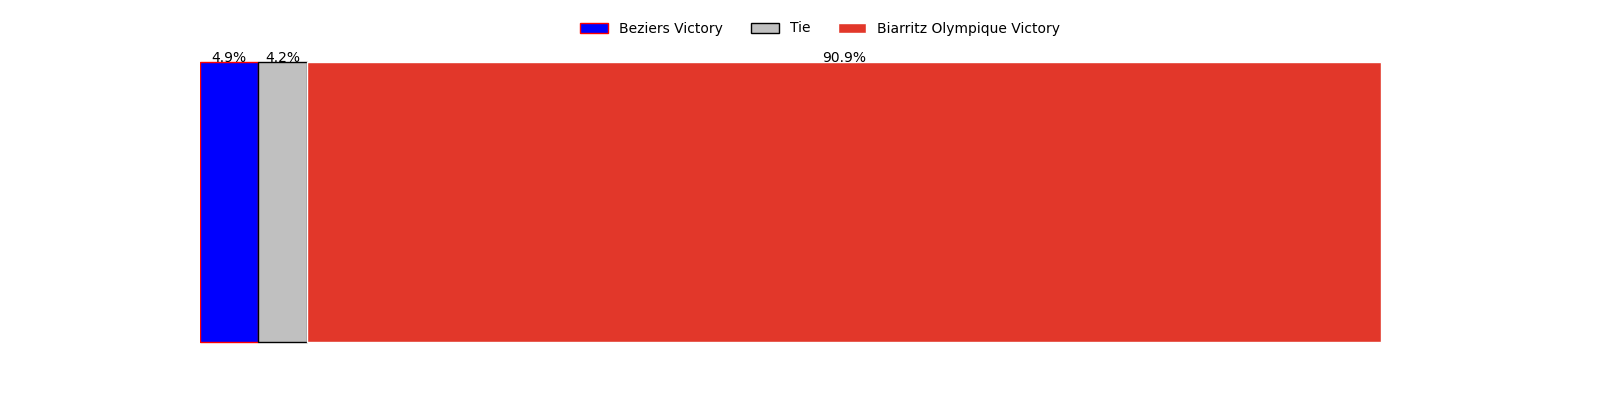 Beziers Victory Tie Biarritz Olympique Victory
4.9% 4.2% 90.9%